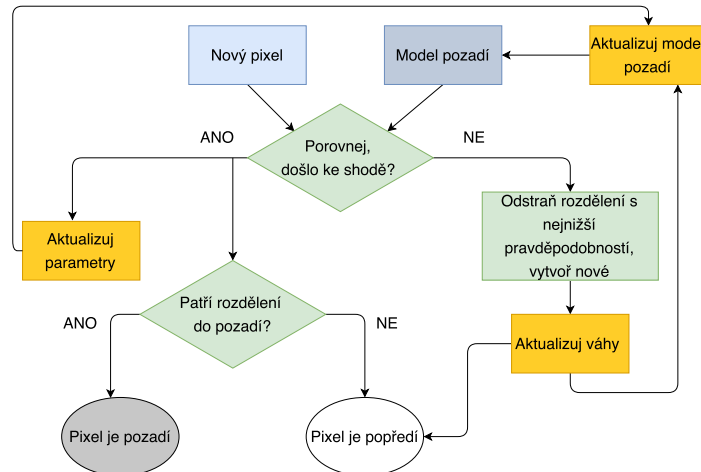 Nový pixel
Model pozadí
Aktualizuj mode
pozadí
ANO
Porovnej,
došlo ke shodě?
NE
Aktualizuj
parametry
Odstraň rozdělení s
nejnižší
pravděpodobností,
vytvoř nové
Patří rozdělení
do pozadí?
ANO
NE
Aktualizuj váhy
Pixel je pozadí
Pixel je popředí